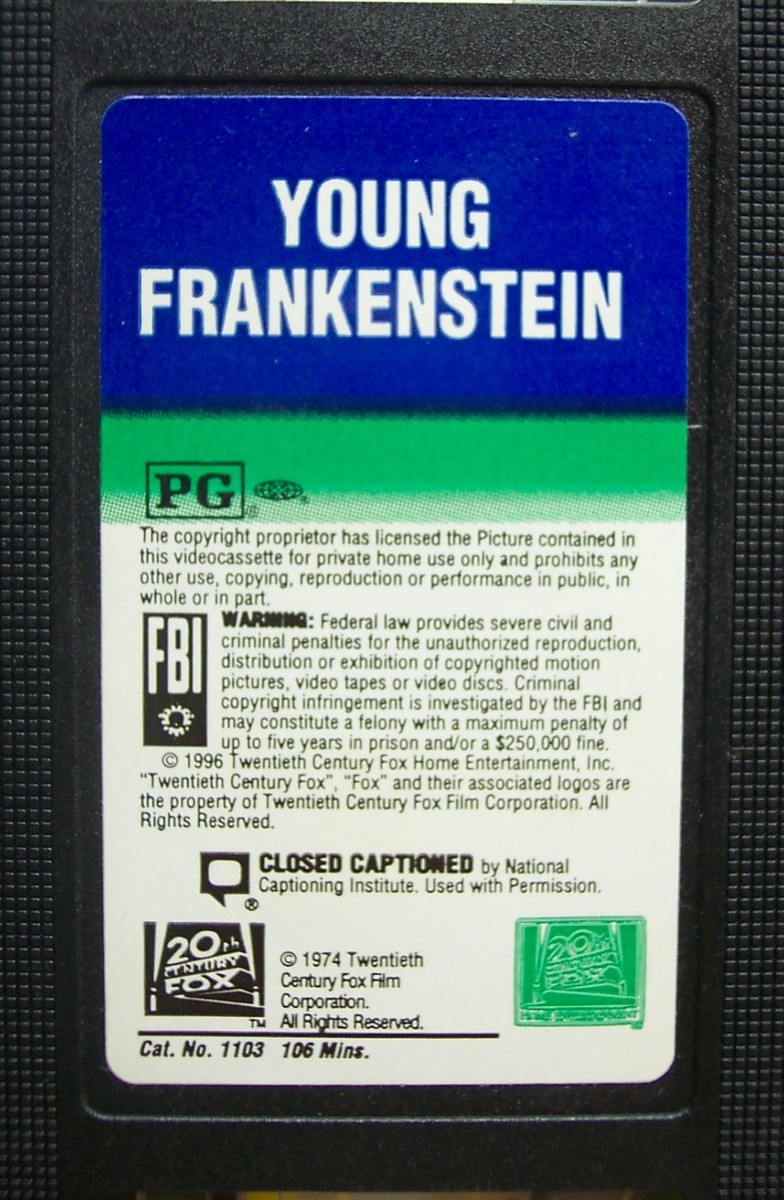 YOUNG
FRANKENSTEIN
PG
®
®
The copyright proprietor has licensed the Picture contained in
this videocassette for private home use only and prohibits any
other use, copying, reproduction or performance in public, in
whole or in part.
FBI
WARNING: Federal law provides severe civil and
criminal penalties for the unauthorized reproduction,
distribution or exhibition of copyrighted motion
pictures, video tapes or video discs. Criminal
copyright infringement is investigated by the FBI and
may constitute a felony with a maximum penalty of
up to five years in prison and/or a $250,000 fine.
© 1996 Twentieth Century Fox Home Entertainment, Inc.
"Twentieth Century Fox", "Fox" and their associated logos are
the property of Twentieth Century Fox Film Corporation. All
Rights Reserved.
CLOSED CAPTIONED by National
Captioning Institute. Used with Permission.
®
20th
CENTURY
FOX
TM
© 1974 Twentieth
Century Fox Film
Corporation.
All Rights Reserved.
20th
CENTURY
FOX
Cat. No. 1103 106 Mins.